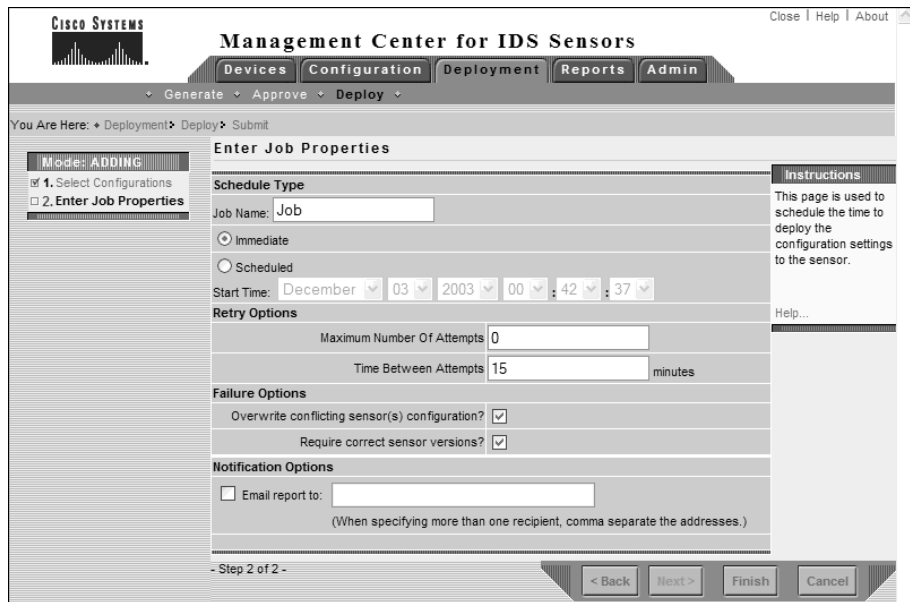 Close | Help | About
CISCO SYSTEMS
Management Center for IDS Sensors
Devices Configuration Deployment Reports Admin
Generate Approve Deploy
You Are Here: Deployment Deploy Submit
Enter Job Properties
Mode: ADDING
1. Select Configurations
2. Enter Job Properties
Schedule Type
Job Name: Job
Immediate
Scheduled
Start Time: December 03 2003 00 : 42 : 37
Retry Options
Maximum Number Of Attempts 0
Time Between Attempts 15 minutes
Failure Options
Overwrite conflicting sensor(s) configuration?
Require correct sensor versions?
Notification Options
Email report to:
(When specifying more than one recipient, comma separate the addresses.)
Instructions
This page is used to
schedule the time to
deploy the
configuration settings
to the sensor.
Help...
- Step 2 of 2 -
< Back Next > Finish Cancel